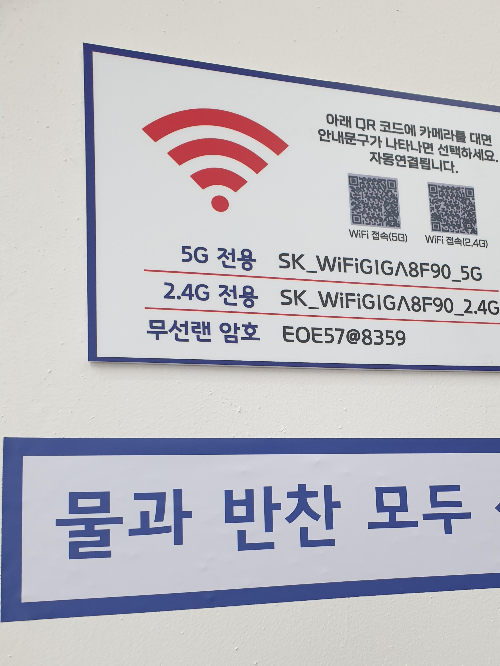 아래 QR 코드에 카메라를 대면
안내문구가 나타나면 선택하세요.
자동연결됩니다.
WiFi 접속(5G) WiFi 접속(2.4G)
5G 전용 SK_WiFiGIGA8F90_5G
2.4G 전용 SK_WiFiGIGA8F90_2.4G
무선랜 암호 EOE57@8359
물과 반찬 모두